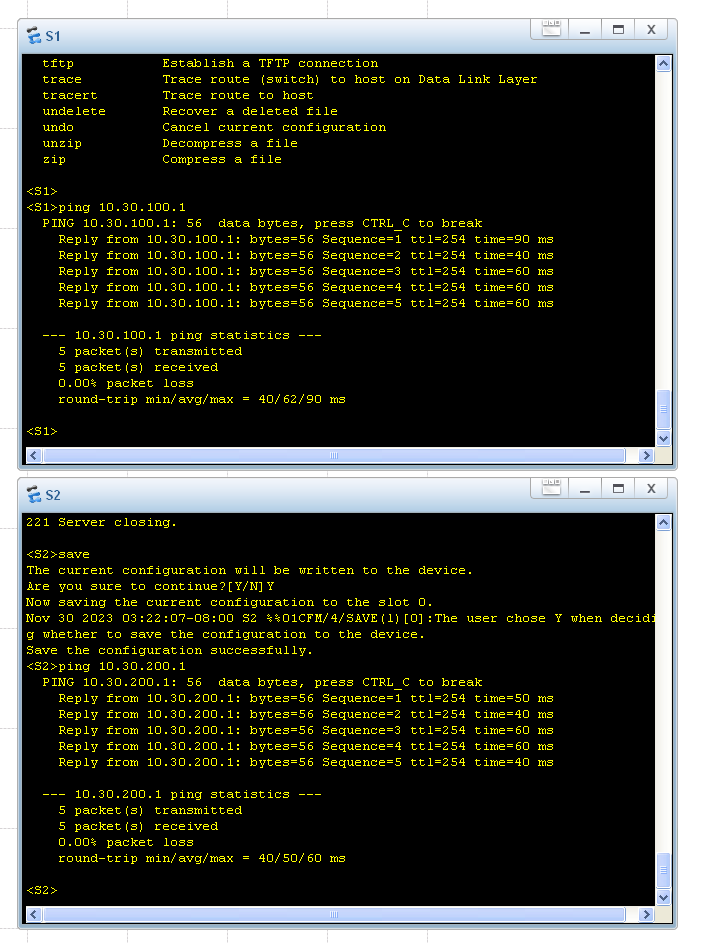 S1
tftp Establish a TFTP connection
trace Trace route (switch) to host on Data Link Layer
tracert Trace route to host
undelete Recover a deleted file
undo Cancel current configuration
unzip Decompress a file
zip Compress a file
<S1>
<S1>ping 10.30.100.1
PING 10.30.100.1: 56 data bytes, press CTRL_C to break
Reply from 10.30.100.1: bytes=56 Sequence=1 ttl=254 time=90 ms
Reply from 10.30.100.1: bytes=56 Sequence=2 ttl=254 time=40 ms
Reply from 10.30.100.1: bytes=56 Sequence=3 ttl=254 time=60 ms
Reply from 10.30.100.1: bytes=56 Sequence=4 ttl=254 time=60 ms
Reply from 10.30.100.1: bytes=56 Sequence=5 ttl=254 time=60 ms
--- 10.30.100.1 ping statistics ---
5 packet(s) transmitted
5 packet(s) received
0.00% packet loss
round-trip min/avg/max = 40/62/90 ms
<S1>
S2
221 Server closing.
<S2>save
The current configuration will be written to the device.
Are you sure to continue?[Y/N]Y
Now saving the current configuration to the slot 0.
Nov 30 2023 03:22:07-08:00 S2 %%01CFM/4/SAVE(l)[0]:The user chose Y when decidi
g whether to save the configuration to the device.
Save the configuration successfully.
<S2>ping 10.30.200.1
PING 10.30.200.1: 56 data bytes, press CTRL_C to break
Reply from 10.30.200.1: bytes=56 Sequence=1 ttl=254 time=50 ms
Reply from 10.30.200.1: bytes=56 Sequence=2 ttl=254 time=40 ms
Reply from 10.30.200.1: bytes=56 Sequence=3 ttl=254 time=60 ms
Reply from 10.30.200.1: bytes=56 Sequence=4 ttl=254 time=60 ms
Reply from 10.30.200.1: bytes=56 Sequence=5 ttl=254 time=40 ms
--- 10.30.200.1 ping statistics ---
5 packet(s) transmitted
5 packet(s) received
0.00% packet loss
round-trip min/avg/max = 40/50/60 ms
<S2>